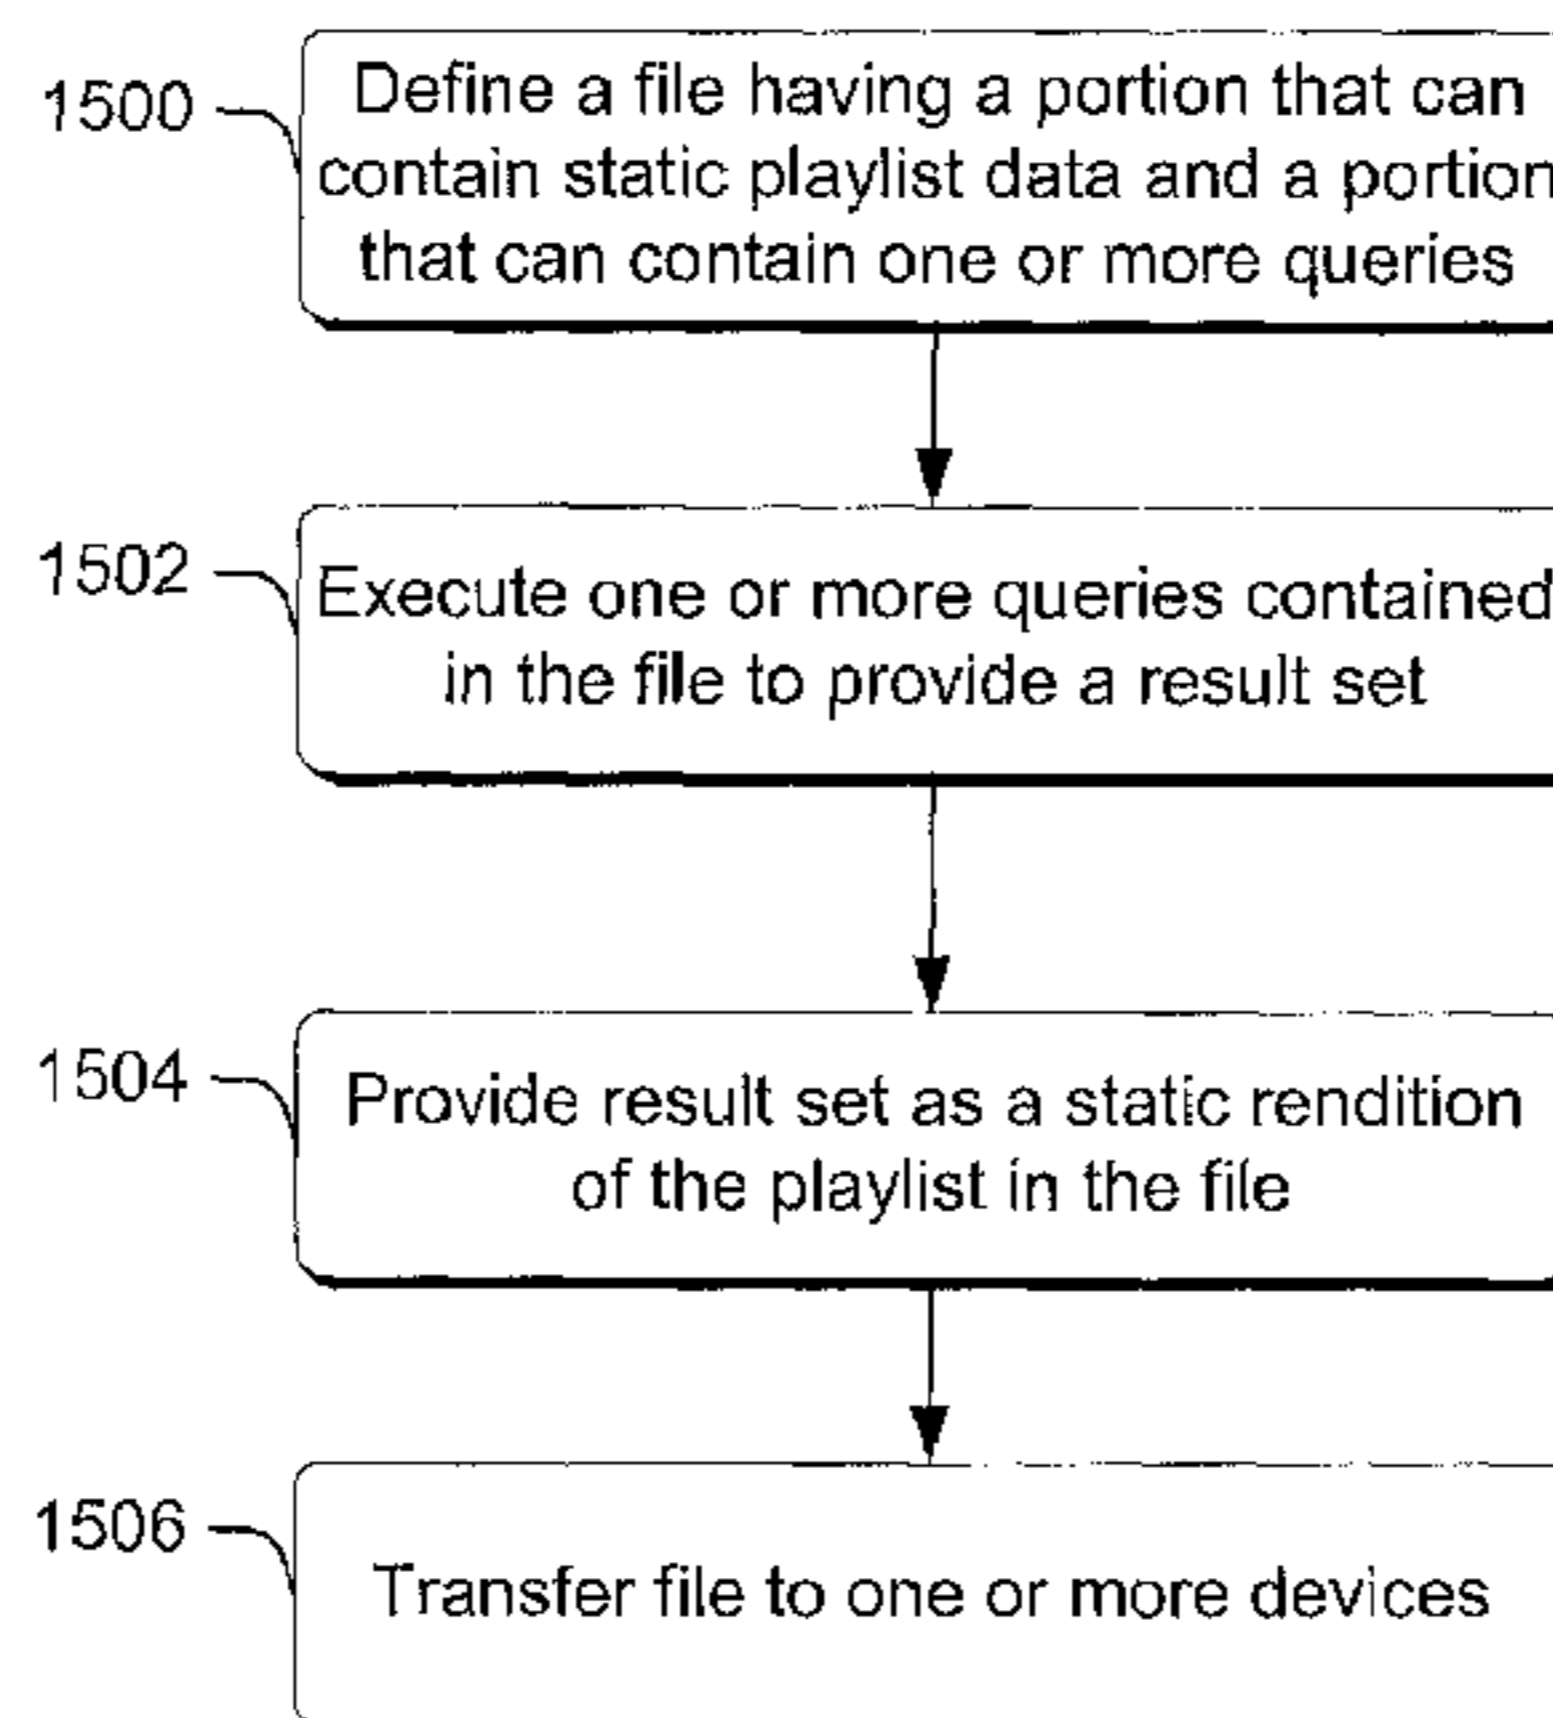 1500
Define a file having a portion that can
contain static playlist data and a portion
that can contain one or more queries
1502
Execute one or more queries contained
in the file to provide a result set
1504
Provide result set as a static rendition
of the playlist in the file
1506
Transfer file to one or more devices